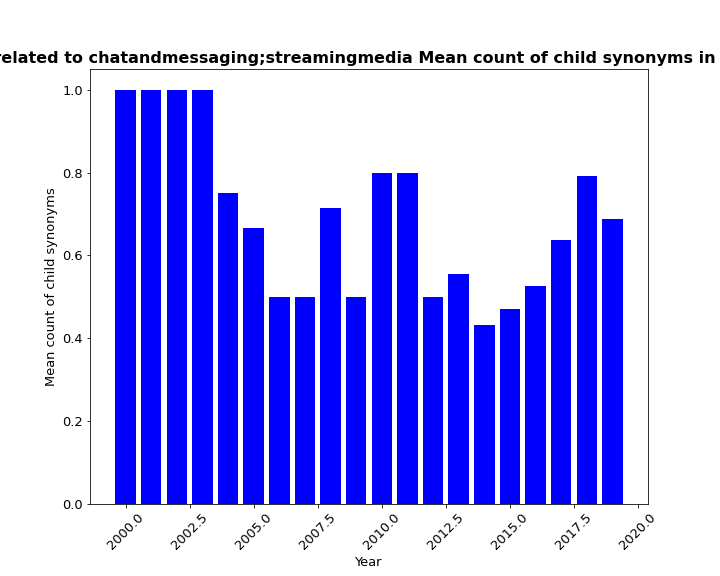 related to chatandmessaging;streamingmedia Mean count of child synonyms in
1.0
0.8
0.6
0.4
0.2
0.0
Mean count of child synonyms
2000.0 2002.5 2005.0 2007.5 2010.0 2012.5 2015.0 2017.5 2020.0
Year